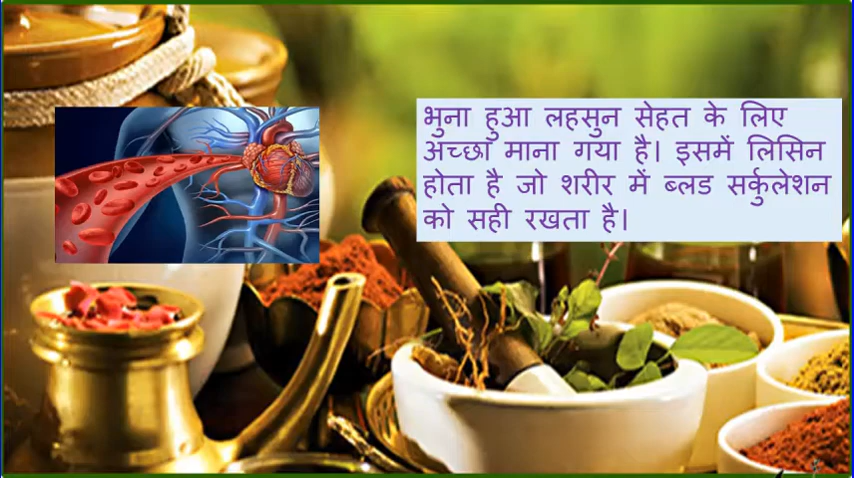 भुना हुआ लहसुन सेहत के लिए
अच्छा माना गया है। इसमें लिसिन
होता है जो शरीर में ब्लड सर्कुलेशन
को सही रखता है।